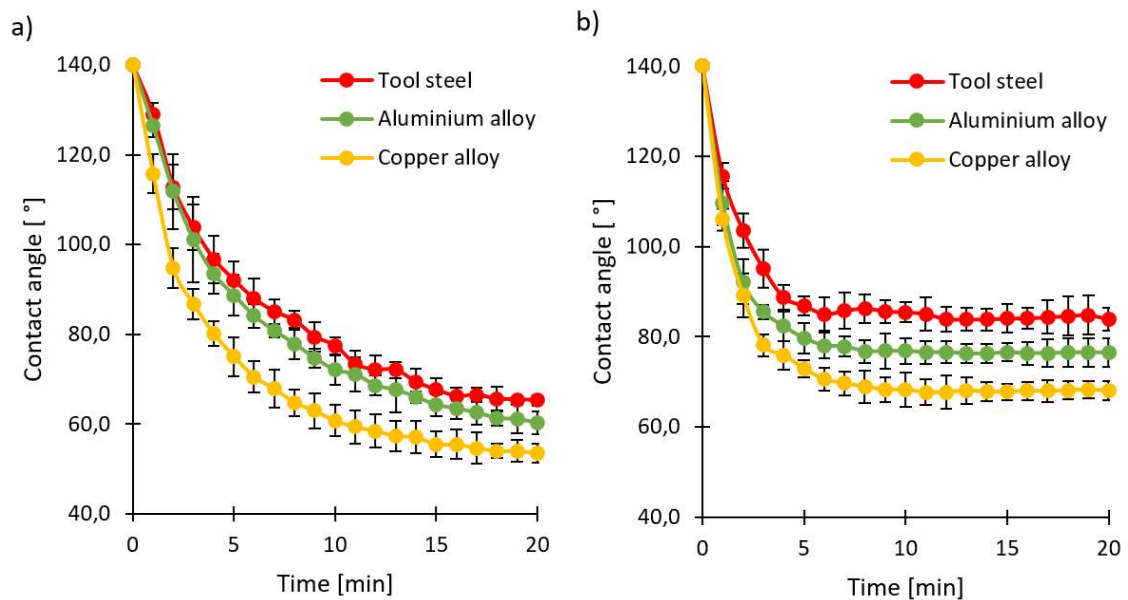 a)
140,0
120,0
100,0
80,0
60,0
40,0
Contact angle [ °]
Tool steel
Aluminium alloy
Copper alloy
0 5 10 15 20
Time [min]
b)
140,0
120,0
100,0
80,0
60,0
40,0
Contact angle [ °]
Tool steel
Aluminium alloy
Copper alloy
0 5 10 15 20
Time [min]